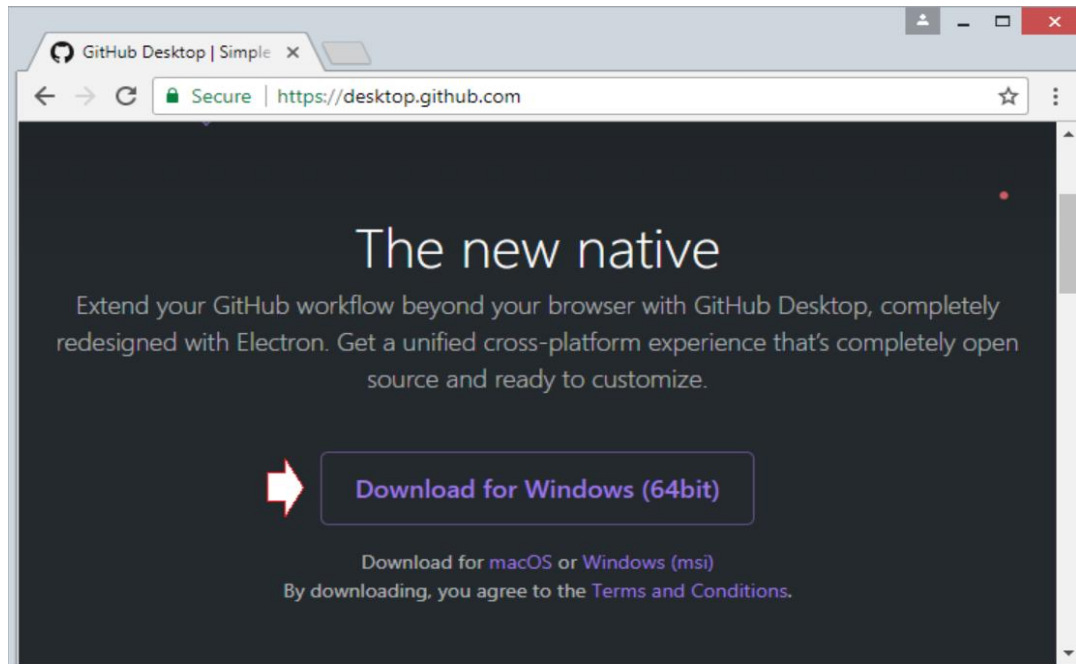 GitHub Desktop | Simple
Secure | https://desktop.github.com
The new native
Extend your GitHub workflow beyond your browser with GitHub Desktop, completely
redesigned with Electron. Get a unified cross-platform experience that's completely open
source and ready to customize.
Download for Windows (64bit)
Download for macOS or Windows (msi)
By downloading, you agree to the Terms and Conditions.